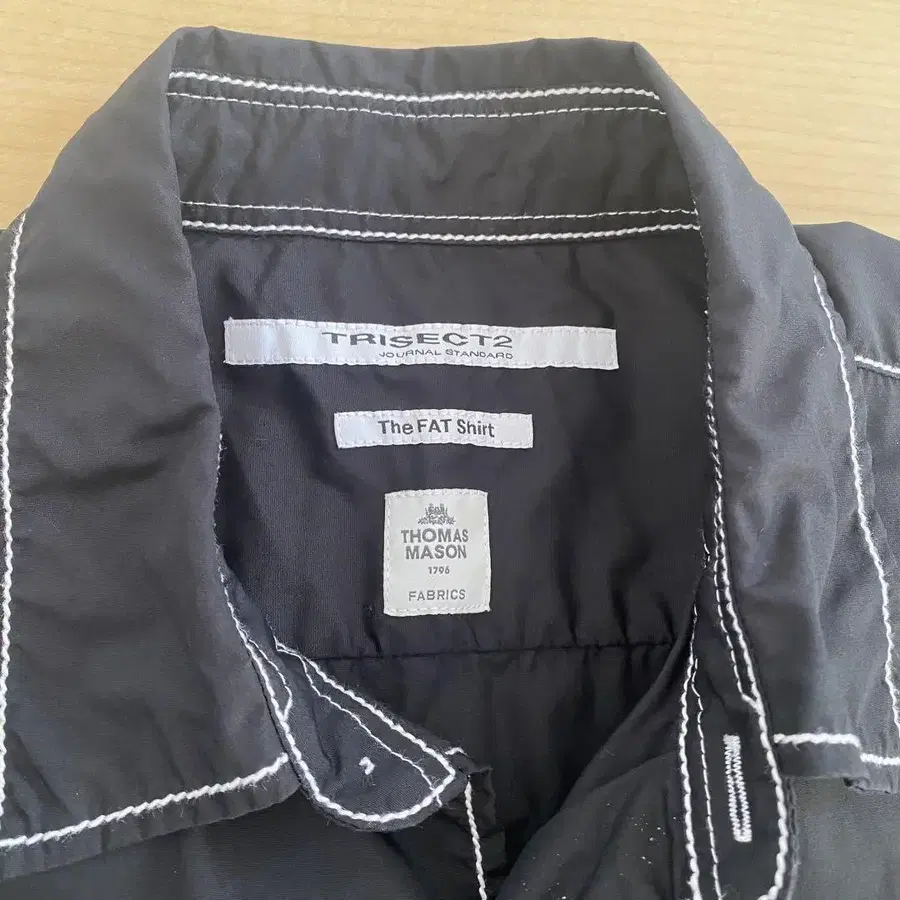 TRISECT2
JOURNAL STANDARD
The FAT Shirt
THOMAS
MASON
1796
FABRICS